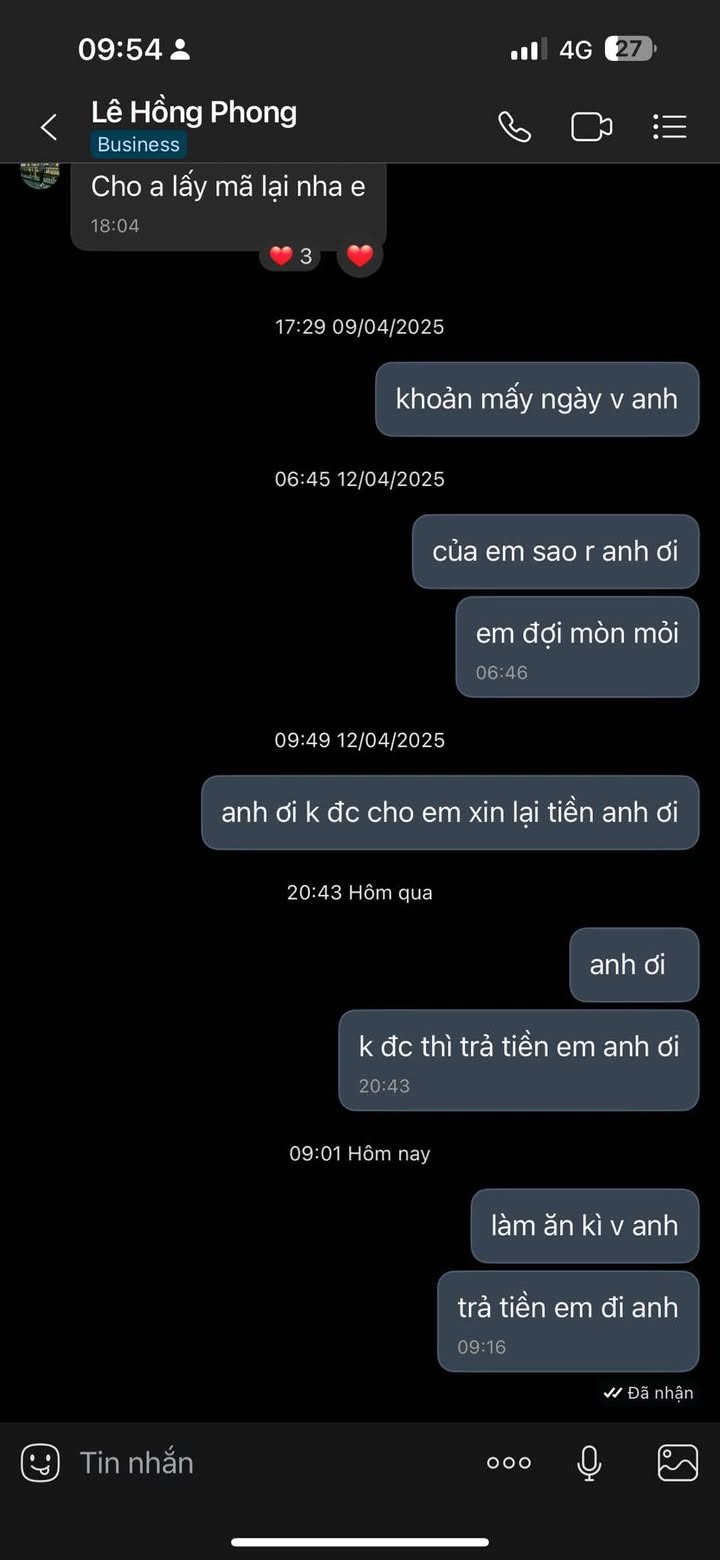 09:54
4G 27
Lê Hồng Phong
Business
Cho a lấy mã lại nha e
18:04
3
17:29 09/04/2025
khoản mấy ngày v anh
06:45 12/04/2025
của em sao r anh ơi
em đợi mòn mỏi
06:46
09:49 12/04/2025
anh ơi k đc cho em xin lại tiền anh ơi
20:43 Hôm qua
anh ơi
k đc thì trả tiền em anh ơi
20:43
09:01 Hôm nay
làm ăn kì v anh
trả tiền em đi anh
09:16
Đã nhận
Tin nhắn